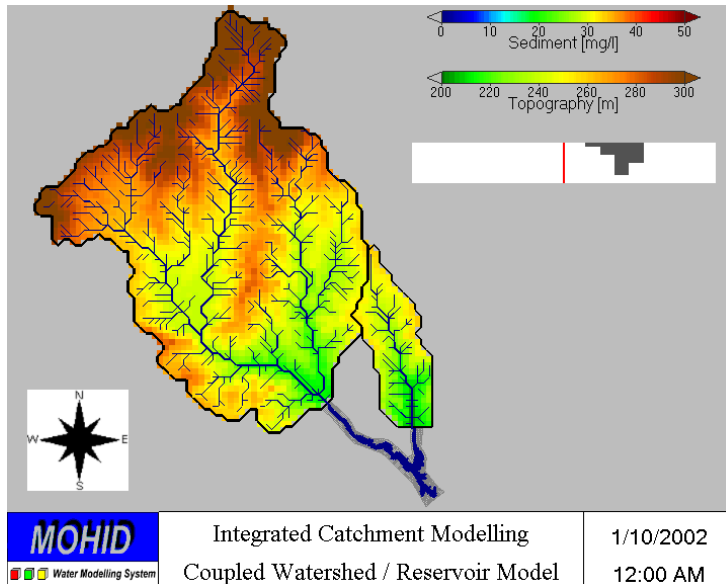 0 10 20 30 40 50
Sediment [mg/l]
200 220 240 260 280 300
Topography [m]
N
W E
S
MOHID
Water Modelling System
Integrated Catchment Modelling
Coupled Watershed / Reservoir Model
1/10/2002
12:00 AM